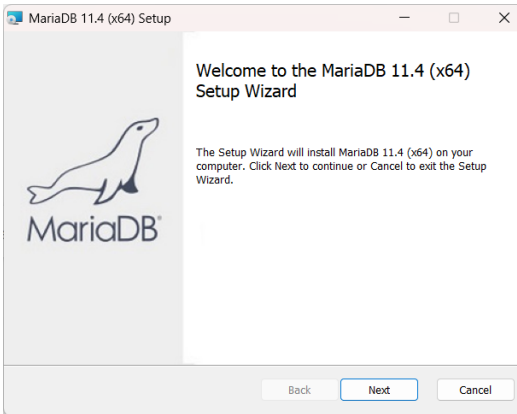 MariaDB 11.4 (x64) Setup
Welcome to the MariaDB 11.4 (x64)
Setup Wizard
The Setup Wizard will install MariaDB 11.4 (x64) on your
computer. Click Next to continue or Cancel to exit the Setup
Wizard.
MariaDB
Back
Next
Cancel